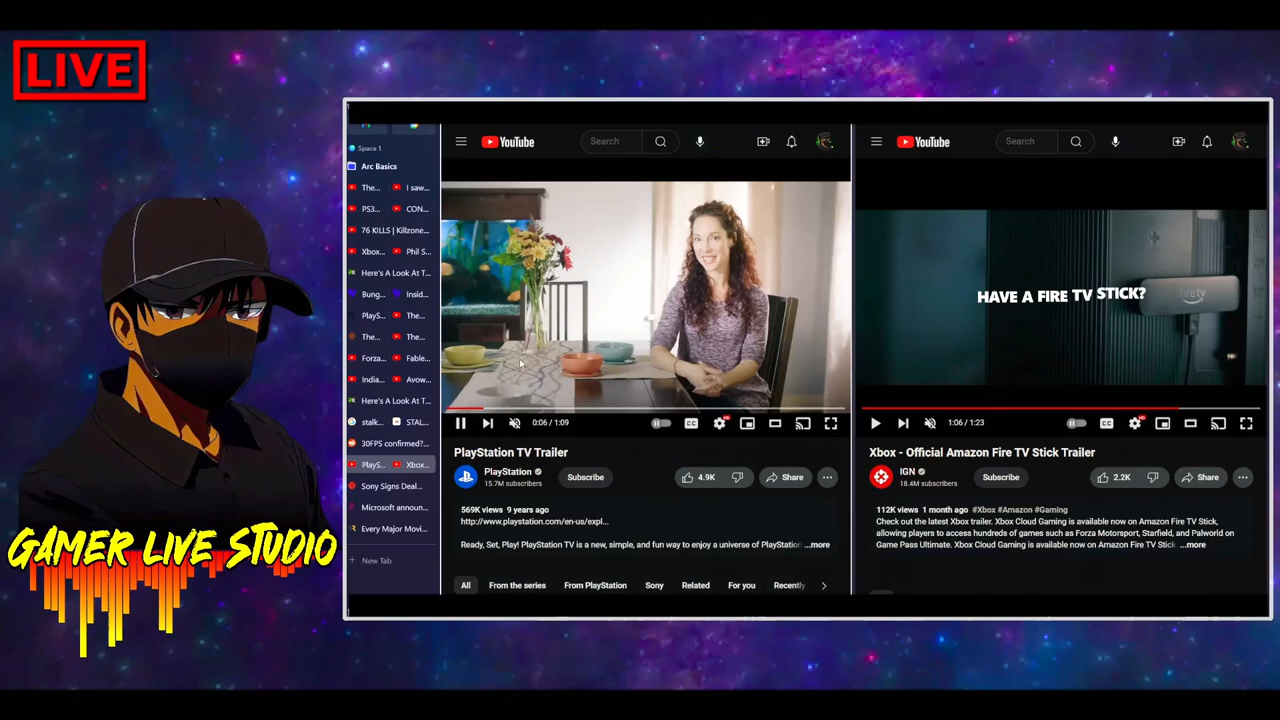 LIVE
GAMER LIVE STUDIO
Space 1
Arc Basics
The...
I saw...
PS3...
CON...
76 KILLS | Killzone...
Xbox...
Phil S
Here's A Look At T...
Bung...
Insid...
PlayS...
The...
The...
The...
Forza...
Fable...
India...
Avow...
Here's A Look At T...
stalk...
STAL...
30FPS confirmed?...
PlayS...
Xbox...
Sony Signs Deal...
Microsoft announ...
Every Major Movi...
New Tab
YouTube
Search
0:06 / 1:09
CC
PlayStation TV Trailer
PlayStation
15.7M subscribers
Subscribe
4.9K
Share
569K views 9 years ago
http://www.playstation.com/en-us/expl...
Ready, Set, Play! PlayStation TV is a new, simple, and fun way to enjoy a universe of PlayStation ...more
All
From the series
From PlayStation
Sony
Related
For you
Recently
YouTube
Search
HAVE A FIRE TV STICK?
firetv
1:06 / 1:23
CC
Xbox - Official Amazon Fire TV Stick Trailer
IGN
18.4M subscribers
Subscribe
2.2K
Share
112K views 1 month ago #Xbox #Amazon #Gaming
Check out the latest Xbox trailer. Xbox Cloud Gaming is available now on Amazon Fire TV Stick,
allowing players to access hundreds of games such as Forza Motorsport, Starfield, and Palworld on
Game Pass Ultimate. Xbox Cloud Gaming is available now on Amazon Fire TV Stick ...more